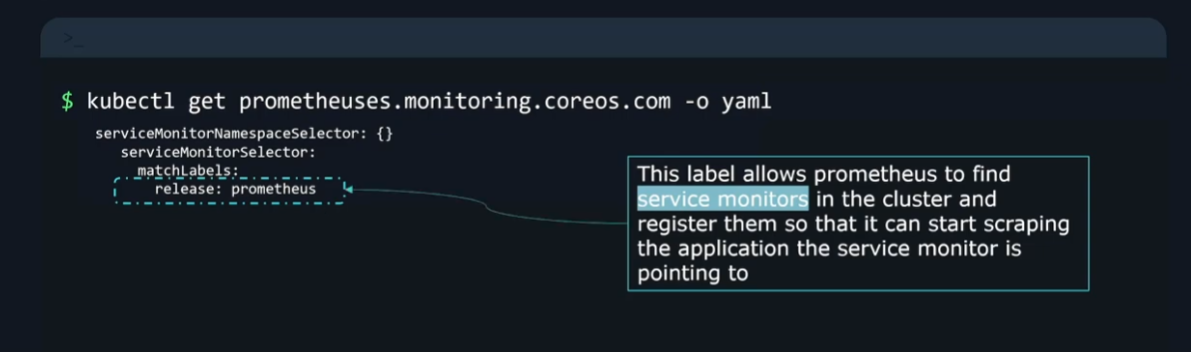 >_
$ kubectl get prometheuses.monitoring.coreos.com -o yaml
serviceMonitorNamespaceSelector: {}
serviceMonitorSelector:
matchLabels:
release: prometheus
This label allows prometheus to find
service monitors in the cluster and
register them so that it can start scraping
the application the service monitor is
pointing to